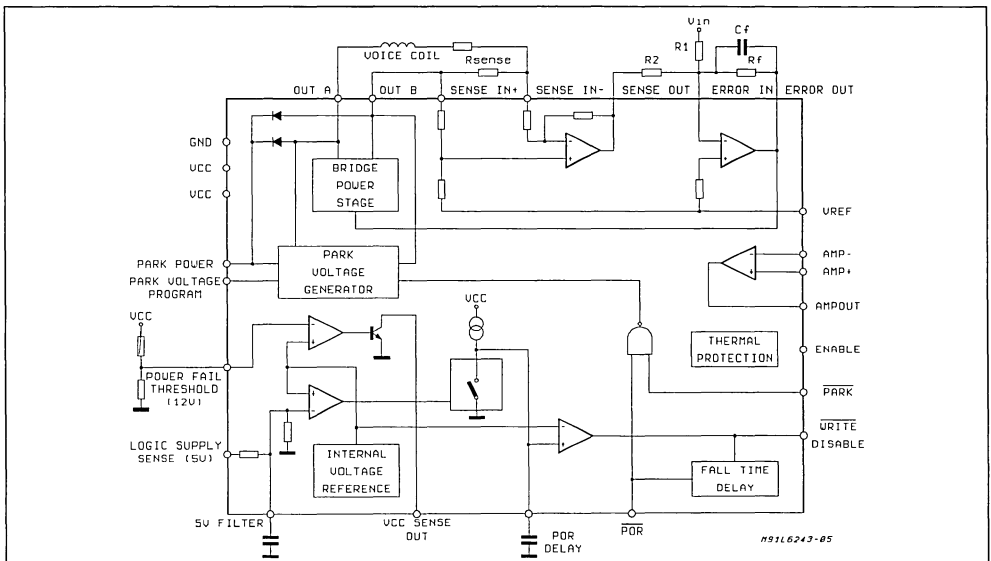 Vin
Cf
R1
VOICE COIL
Rsense
R2
Rf
OUT A
OUT B
SENSE IN+
SENSE IN-
SENSE OUT
ERROR IN
ERROR OUT
GND
VCC
VCC
BRIDGE
POWER
STAGE
VREF
PARK POWER
PARK VOLTAGE
PROGRAM
PARK
VOLTAGE
GENERATOR
AMP-
AMP+
AMPOUT
VCC
VCC
THERMAL
PROTECTION
ENABLE
POWER FAIL
THRESHOLD
(12V)
PARK
LOGIC SUPPLY
SENSE (5V)
INTERNAL
VOLTAGE
REFERENCE
WRITE
DISABLE
FALL TIME
DELAY
5V FILTER
VCC SENSE
OUT
POR
DELAY
POR
M91L6243-05